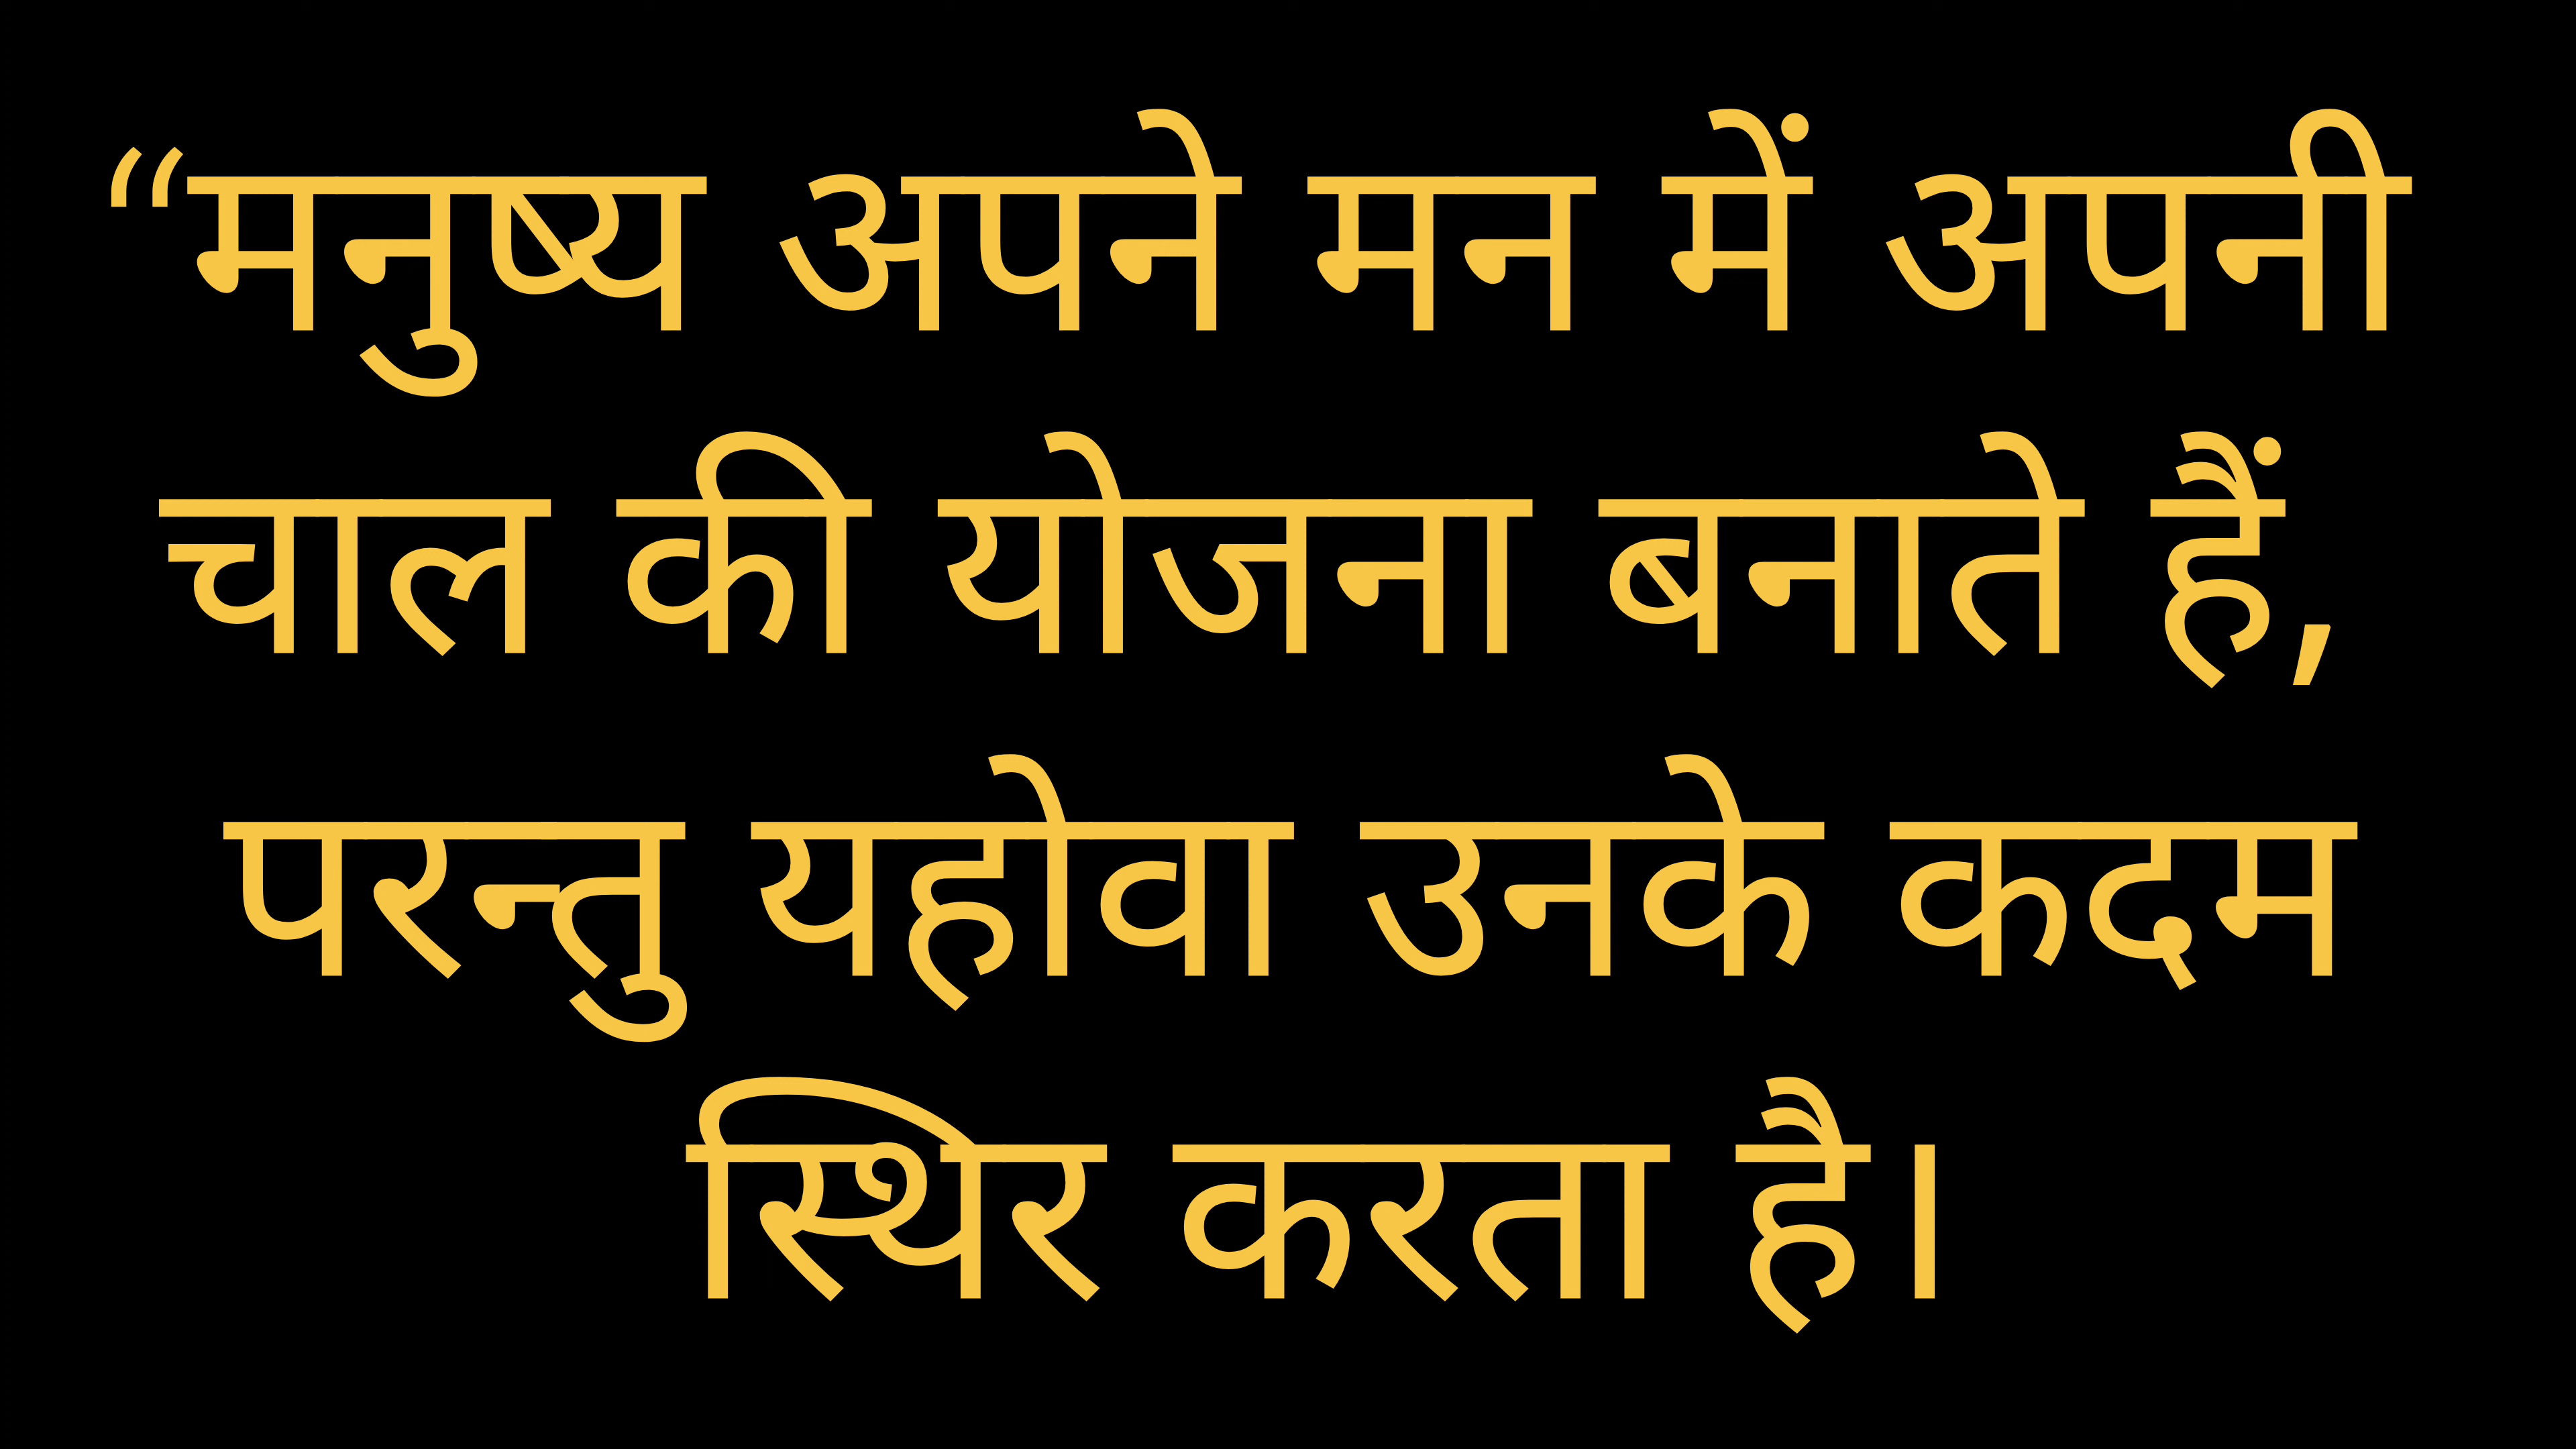 “मनुष्य अपने मन में अपनी
चाल की योजना बनाते हैं,
परन्तु यहोवा उनके कदम
स्थिर करता है।